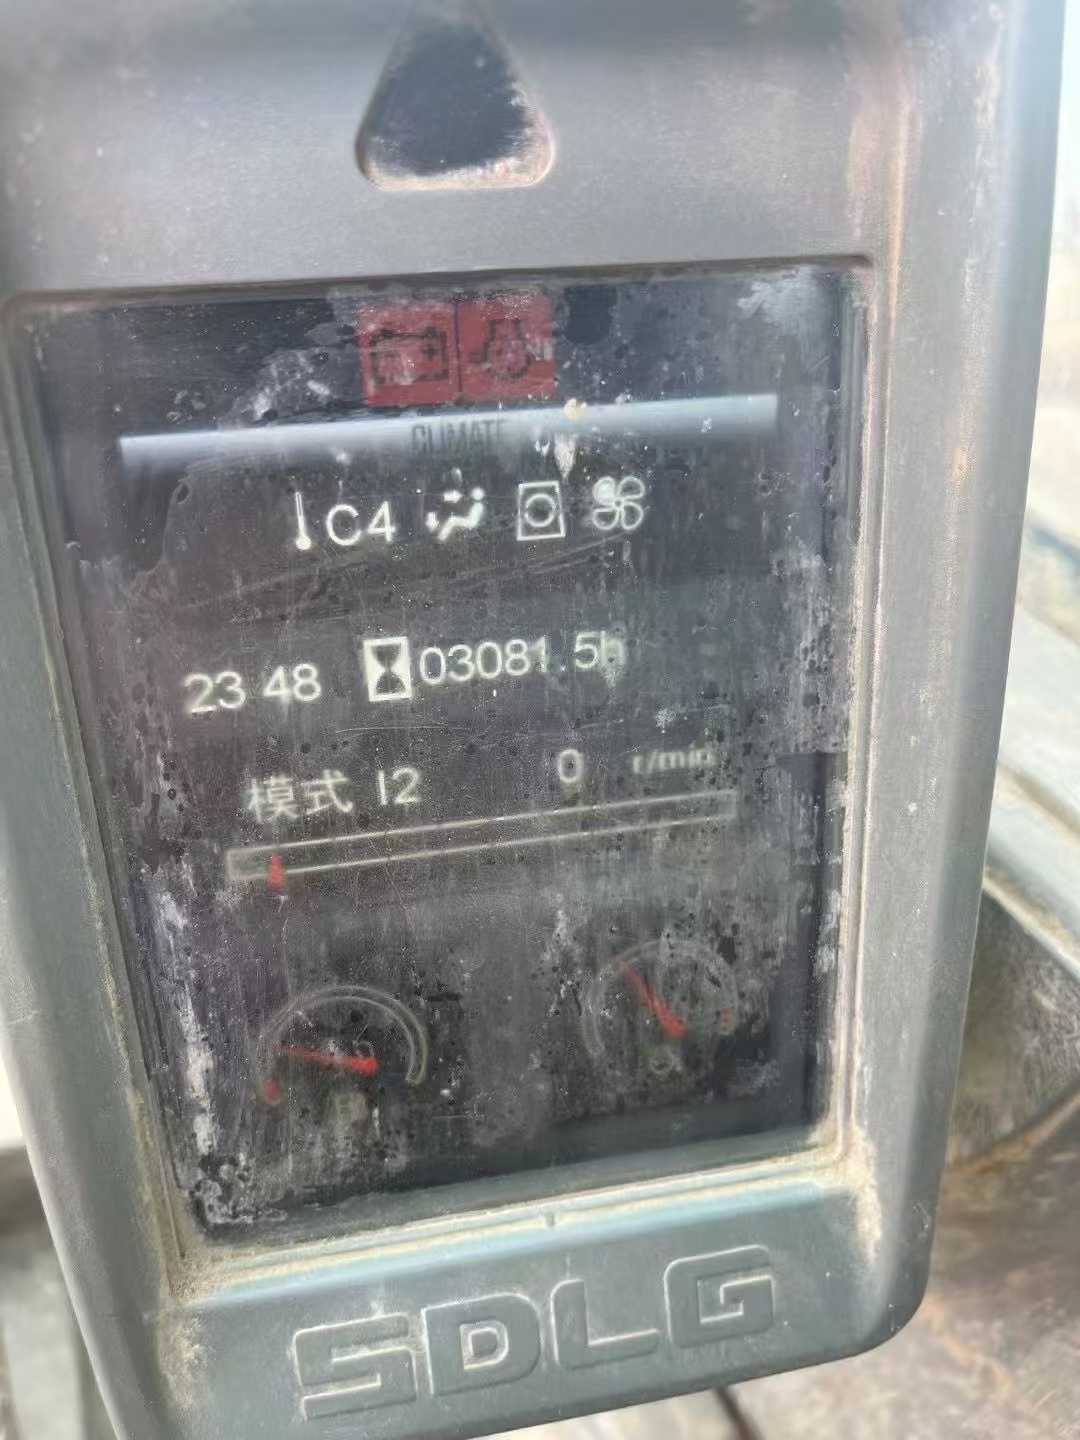 CLIMATE
C4
23 48 03081.5h
模式 I2 0 r/min
SDLG